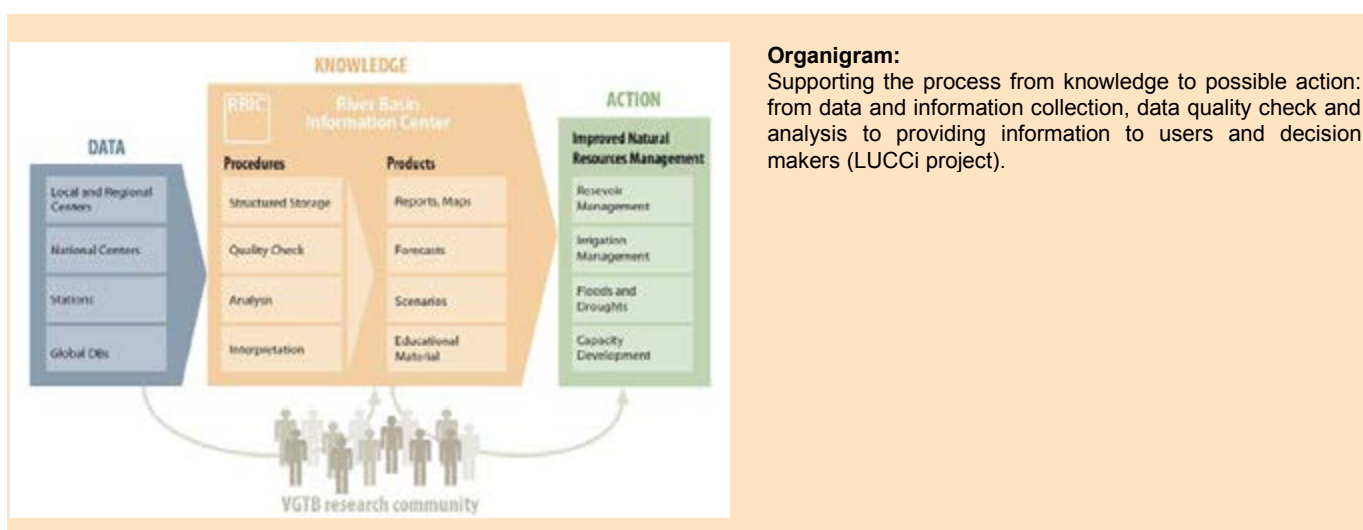 KNOWLEDGE
RBIC
River Basin
Information Center
DATA
Local and Regional
Centers
National Centers
Stations
Global DBs
Procedures
Structured Storage
Quality Check
Analysis
Interpretation
Products
Reports, Maps
Forecasts
Scenarios
Educational
Material
ACTION
Improved Natural
Resources Management
Resevoir
Management
Irrigation
Management
Floods and
Droughts
Capacity
Development
VGTB research community
Organigram:
Supporting the process from knowledge to possible action:
from data and information collection, data quality check and
analysis to providing information to users and decision
makers (LUCCi project).